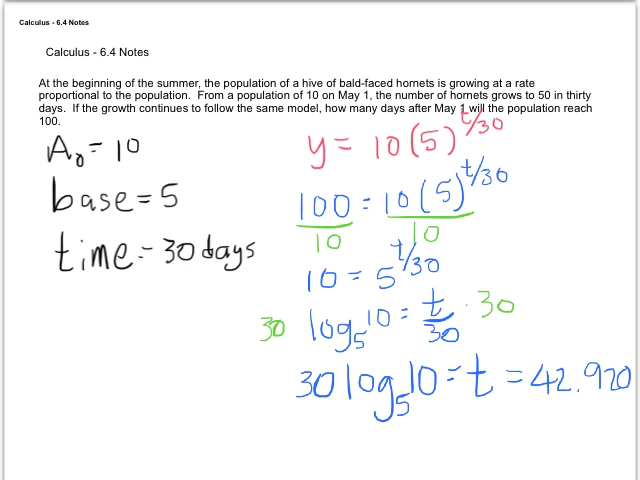 Calculus - 6.4 Notes
Calculus - 6.4 Notes
At the beginning of the summer, the population of a hive of bald-faced hornets is growing at a rate
proportional to the population. From a population of 10 on May 1, the number of hornets grows to 50 in thirty
days. If the growth continues to follow the same model, how many days after May 1 will the population reach
100.
A₀ = 10
base = 5
time = 30 days
y = 10(5)^t/30
100 = 10(5)^t/30
10 10
10 = 5^t/30
30 log₅10 = t/30 · 30
30 log₅10 = t = 42.920